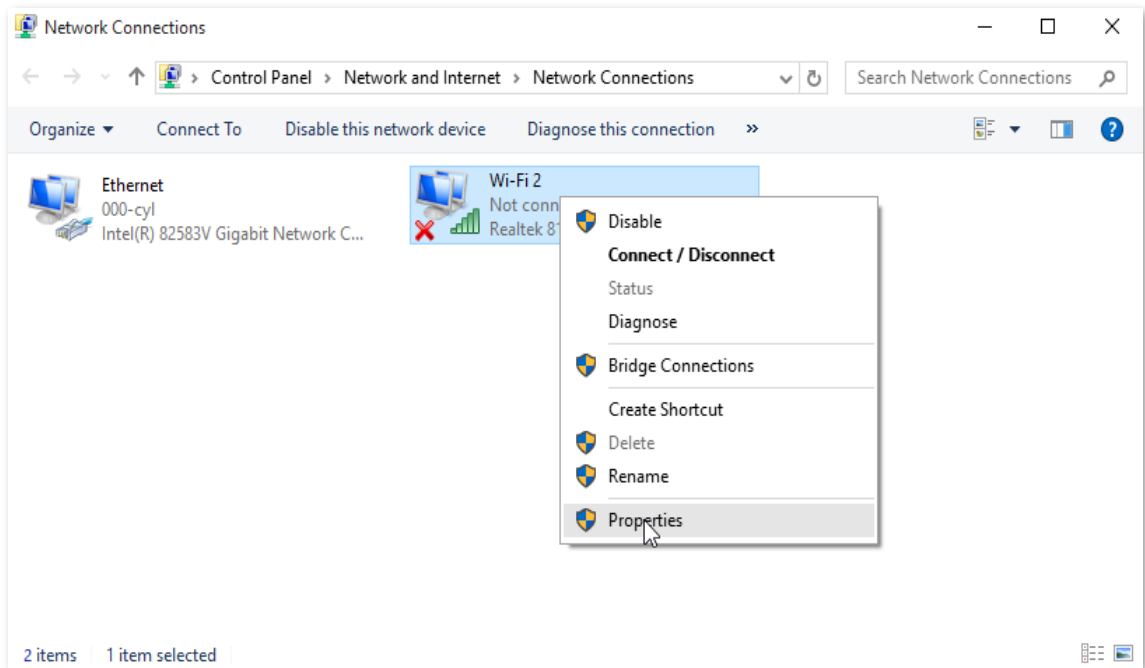 Network Connections
Control Panel > Network and Internet > Network Connections
Search Network Connections
Organize Connect To Disable this network device Diagnose this connection »
Ethernet
000-cyl
Intel(R) 82583V Gigabit Network C...
Wi-Fi 2
Not conn
Realtek 81
Disable
Connect / Disconnect
Status
Diagnose
Bridge Connections
Create Shortcut
Delete
Rename
Properties
2 items 1 item selected